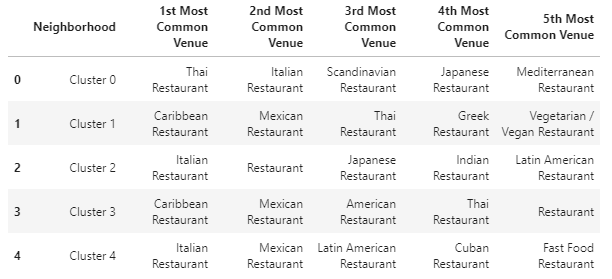 Neighborhood 1st Most Common Venue 2nd Most Common Venue 3rd Most Common Venue 4th Most Common Venue 5th Most Common Venue
0 Cluster 0 Thai Restaurant Italian Restaurant Scandinavian Restaurant Japanese Restaurant Mediterranean Restaurant
1 Cluster 1 Caribbean Restaurant Mexican Restaurant Thai Restaurant Greek Restaurant Vegetarian / Vegan Restaurant
2 Cluster 2 Italian Restaurant Restaurant Japanese Restaurant Indian Restaurant Latin American Restaurant
3 Cluster 3 Caribbean Restaurant Mexican Restaurant American Restaurant Thai Restaurant Restaurant
4 Cluster 4 Italian Restaurant Mexican Restaurant Latin American Restaurant Cuban Restaurant Fast Food Restaurant